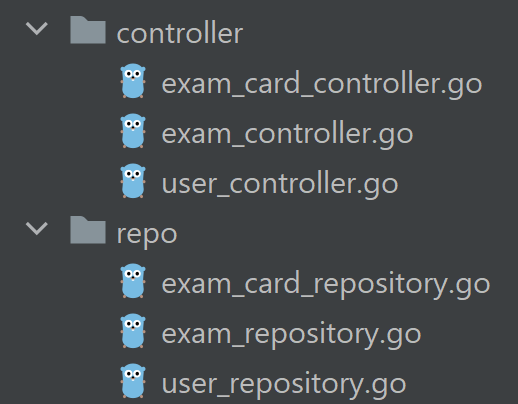 controller
exam_card_controller.go
exam_controller.go
user_controller.go
repo
exam_card_repository.go
exam_repository.go
user_repository.go